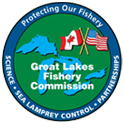 Protecting Our Fishery
Great Lakes
Fishery
Commission
SCIENCE • SEA LAMPREY CONTROL • PARTNERSHIPS